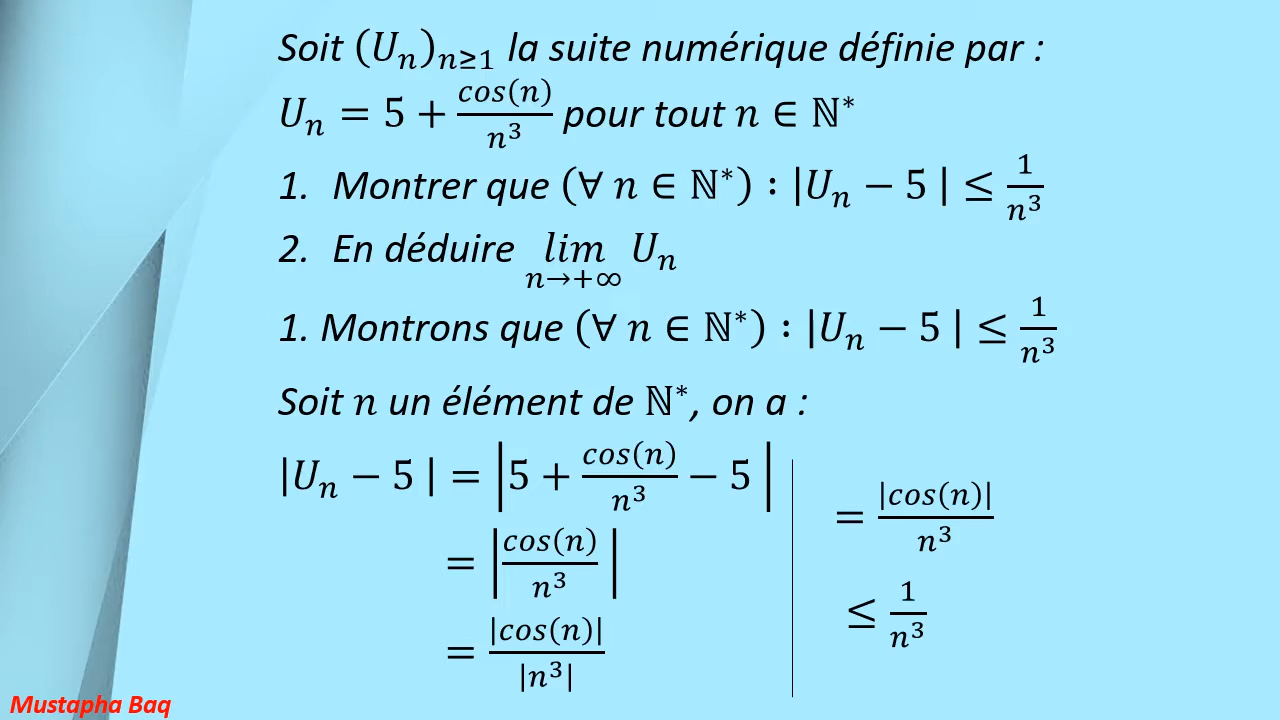 Soit (Uₙ)ₙ≥₁ la suite numérique définie par :
Uₙ = 5 + cos(n)/n³ pour tout n ∈ ℕ*
1. Montrer que (∀ n ∈ ℕ*) : |Uₙ − 5 | ≤ 1/n³
2. En déduire lim n→+∞ Uₙ
1. Montrons que (∀ n ∈ ℕ*) : |Uₙ − 5 | ≤ 1/n³
Soit n un élément de ℕ*, on a :
|Uₙ − 5 | = |5 + cos(n)/n³ − 5 |
= |cos(n)/n³ |
= |cos(n)|/|n³|
= |cos(n)|/n³
≤ 1/n³
Mustapha Baq